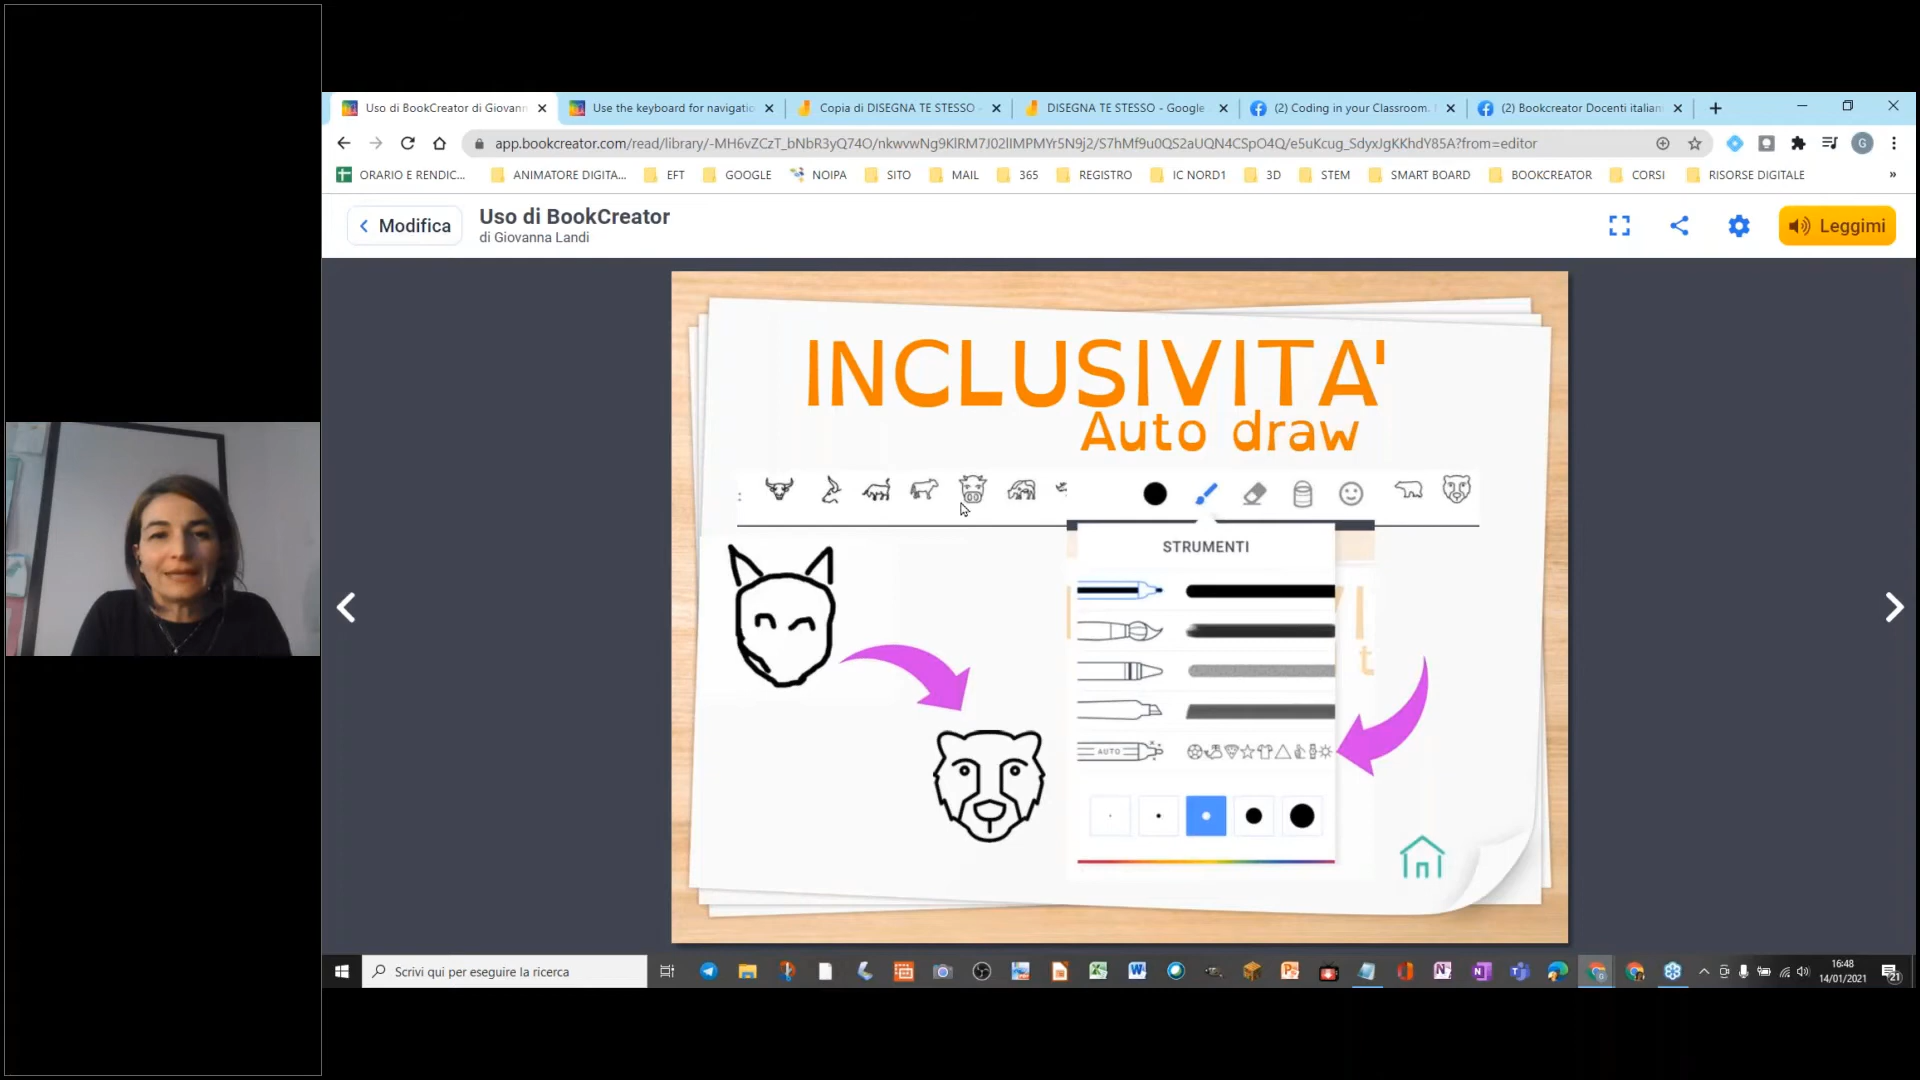 Uso di BookCreator di Giovann
Use the keyboard for navigatio
Copia di DISEGNA TE STESSO -
DISEGNA TE STESSO - Google
(2) Coding in your Classroom,
(2) Bookcreator Docenti italian
app.bookcreator.com/read/library/-MH6vZCzT_bNbR3yQ74O/nkwvwNg9KlRM7J02lIMPMYr5N9j2/S7hMf9u0QS2aUQN4CSpO4Q/e5uKcug_SdyxJgKKhdY85A?from=editor
G
ORARIO E RENDIC...
ANIMATORE DIGITA...
EFT
GOOGLE
NOIPA
SITO
MAIL
365
REGISTRO
IC NORD1
3D
STEM
SMART BOARD
BOOKCREATOR
CORSI
RISORSE DIGITALE
»
Modifica
Uso di BookCreator
di Giovanna Landi
Leggimi
INCLUSIVITA'
Auto draw
STRUMENTI
AUTO
Scrivi qui per eseguire la ricerca
16:48
14/01/2021
21